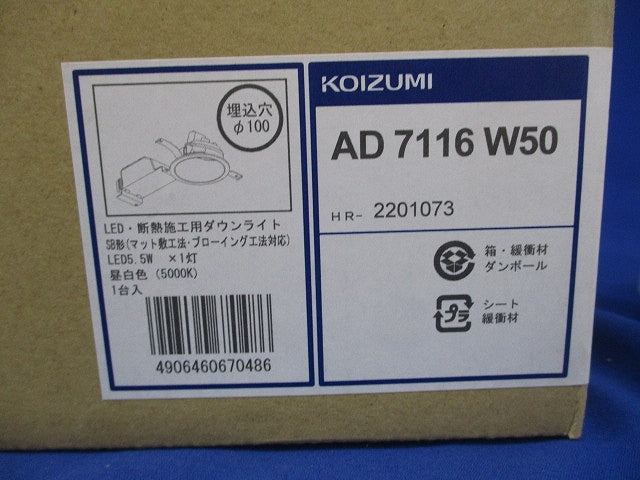 埋込穴
φ100
LED・断熱施工用ダウンライト
SB形(マット敷工法・ブローイング工法対応)
LED5.5W ×1灯
昼白色 (5000K)
1台入
4906460670486
KOIZUMI
AD 7116 W50
HR- 2201073
箱・緩衝材
ダンボール
プラ
シート
緩衝材